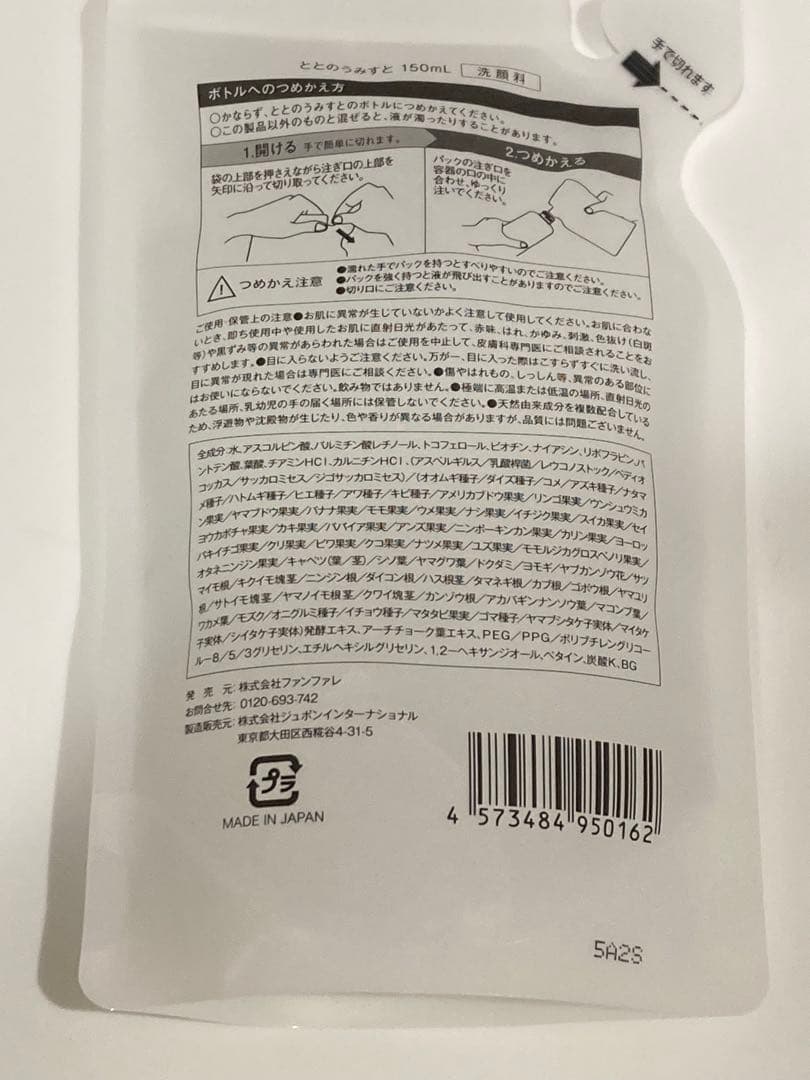 手で切れます
ととのうみすと 150mL 洗顔料
ボトルへのつめかえ方
○かならず、ととのうみすとのボトルにつめかえてください。
○この製品以外のものと混ぜると、液が濁ったりすることがあります。
1.開ける 手で簡単に切れます。
袋の上部を押さえながら注ぎ口の上部を
矢印に沿って切り取ってください。
2.つめかえる
パックの注ぎ口を
容器の口の中に
合わせ、ゆっくり
注いでください。
つめかえ注意
●濡れた手でパックを持つとすべりやすいのでご注意ください。
●パックを強く持つと液が飛び出すことがありますのでご注意ください。
●切り口にご注意ください。
ご使用・保管上の注意●お肌に異常が生じていないかよく注意して使用してください。お肌に合わな
いとき、即ち使用中や使用したお肌に直射日光があたって、赤味、はれ、かゆみ、刺激、色抜け(白斑
等)や黒ずみ等の異常があらわれた場合はご使用を中止して、皮膚科専門医にご相談されることをお
すすめします。●目に入らないようご注意ください。万が一、目に入った際はこすらずすぐに洗い流し、
目に異常が現れた場合は専門医にご相談ください。●傷やはれもの、しっしん等、異常のある部位に
はお使いにならないでください。飲み物ではありません。●極端に高温または低温の場所、直射日光の
あたる場所、乳幼児の手の届く場所には保管しないでください。●天然由来成分を複数配合している
ため、浮遊物や沈殿物が生じたり、色や香りが異なる場合がありますが、品質には問題ございません。
全成分:水、アスコルビン酸、パルミチン酸レチノール、トコフェロール、ビオチン、ナイアシン、リボフラビン、パ
ントテン酸、葉酸、チアミンHCl、カルニチンHCl、(アスペルギルス／乳酸桿菌／レウコノストック／ペディオ
コッカス／サッカロミセス／ジゴサッカロミセス)／(オオムギ種子／ダイズ種子／コメ／アズキ種子／ナタマ
メ種子／ハトムギ種子／ヒエ種子／アワ種子／キビ種子／アメリカブドウ果実／リンゴ果実／ウンシュウミカ
ン果実／ヤマブドウ果実／バナナ果実／モモ果実／ウメ果実／ナシ果実／イチジク果実／スイカ果実／セイ
ヨウカボチャ果実／カキ果実／パパイア果実／アンズ果実／ニンポーキンカン果実／カリン果実／ヨーロッ
パキイチゴ果実／クリ果実／ビワ果実／クコ果実／ナツメ果実／ユズ果実／モモルジカグロスベノリ果実／
オタネニンジン果実／キャベツ(葉／茎)／シソ葉／ヤマグワ葉／ドクダミ／ヨモギ／ヤブカンゾウ花／サツ
マイモ根／キクイモ塊茎／ニンジン根／ダイコン根／ハス根茎／タマネギ根／カブ根／ゴボウ根／ヤマユリ
根／サトイモ塊茎／ヤマノイモ根茎／クワイ塊茎／カンゾウ根／アカバギンナンソウ葉／マコンブ葉／
ワカメ葉／モズク／オニグルミ種子／イチョウ種子／マタタビ果実／ゴマ種子／ヤマブシタケ子実体／マイタケ
子実体／シイタケ子実体)発酵エキス、アーチチョーク葉エキス、PEG／PPG／ポリブチレングリコー
ル－8／5／3グリセリン、エチルヘキシルグリセリン、1,2－ヘキサンジオール、ベタイン、炭酸K、BG
発 売 元:株式会社ファンファレ
お問合せ先:0120-693-742
製造販売元:株式会社ジュポンインターナショナル
東京都大田区西糀谷4-31-5
プラ
MADE IN JAPAN
4 573484 950162
5A2S